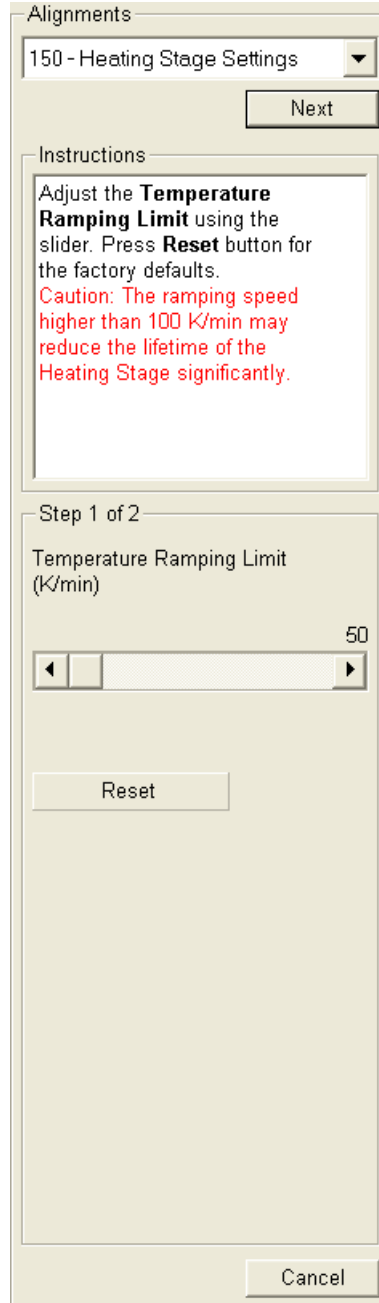 Alignments
150 - Heating Stage Settings
Next
Instructions
Adjust the Temperature
Ramping Limit using the
slider. Press Reset button for
the factory defaults.
Caution: The ramping speed
higher than 100 K/min may
reduce the lifetime of the
Heating Stage significantly.
Step 1 of 2
Temperature Ramping Limit
(K/min)
50
Reset
Cancel